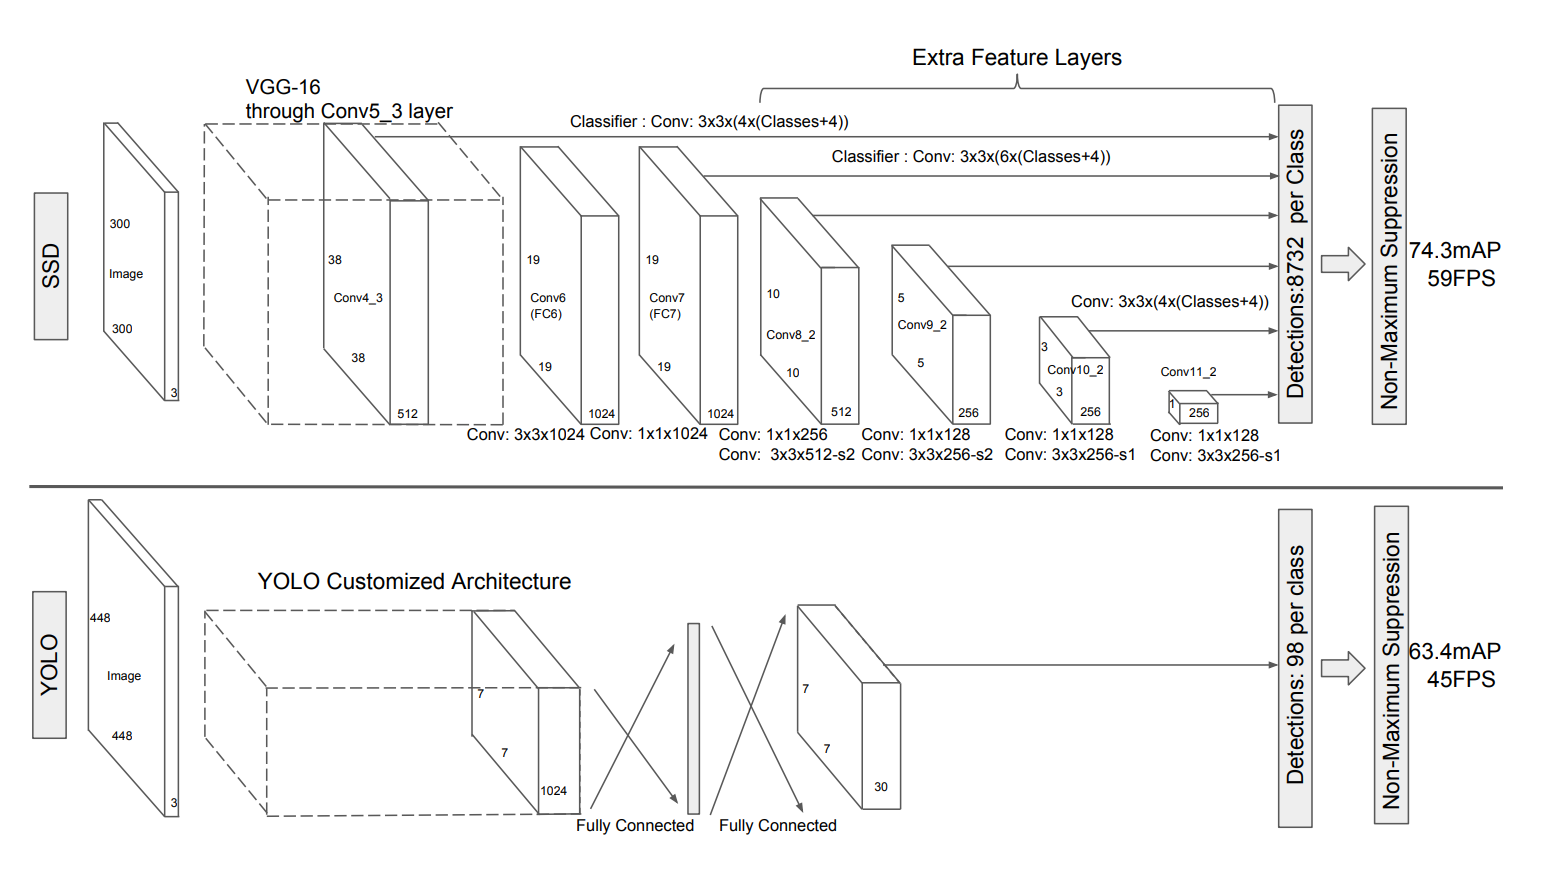 Extra Feature Layers
VGG-16
through Conv5_3 layer
Classifier : Conv: 3x3x(4x(Classes+4))
Classifier : Conv: 3x3x(6x(Classes+4))
SSD
300
Image
300
3
38
Conv4_3
38
512
19
Conv6
(FC6)
19
1024
19
Conv7
(FC7)
19
1024
10
Conv8_2
10
512
5
Conv9_2
5
256
Conv: 3x3x(4x(Classes+4))
3
Conv10_2
3
256
Conv11_2
1
256
Conv: 3x3x1024
Conv: 1x1x1024
Conv: 1x1x256
Conv: 3x3x512-s2
Conv: 1x1x128
Conv: 3x3x256-s2
Conv: 1x1x128
Conv: 3x3x256-s1
Conv: 1x1x128
Conv: 3x3x256-s1
Detections:8732 per Class
Non-Maximum Suppression
74.3mAP
59FPS
YOLO
448
Image
448
3
YOLO Customized Architecture
7
7
1024
Fully Connected
Fully Connected
7
7
30
Detections: 98 per class
Non-Maximum Suppression
63.4mAP
45FPS